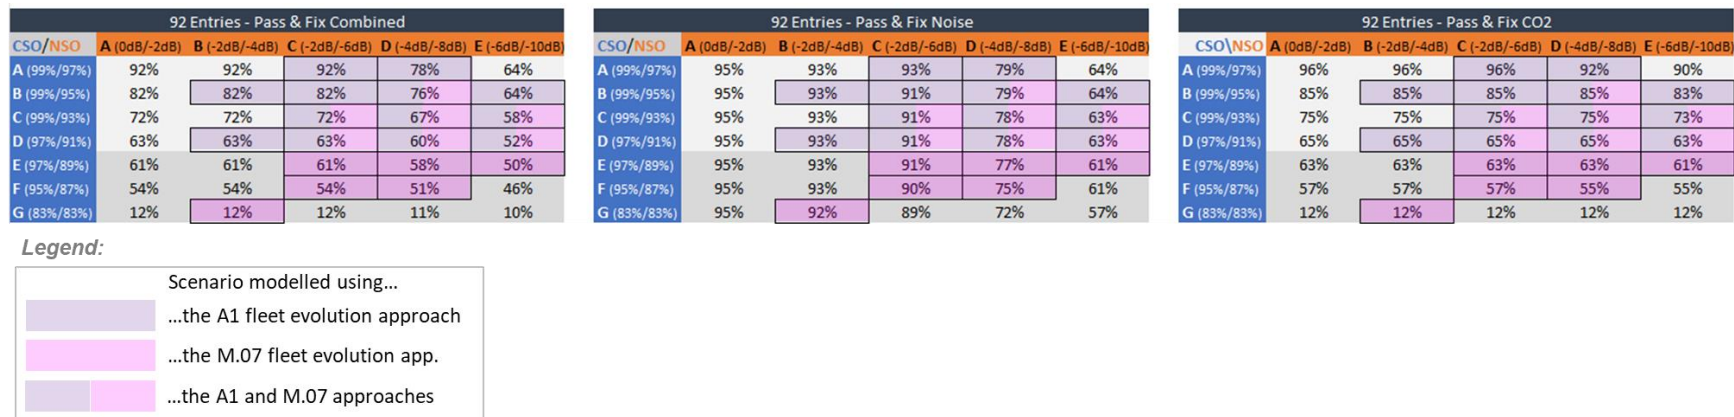 92 Entries - Pass & Fix Combined
CSO/NSO A (0dB/-2dB) B (-2dB/-4dB) C (-2dB/-6dB) D (-4dB/-8dB) E (-6dB/-10dB)
A (99%/97%) 92% 92% 92% 78% 64%
B (99%/95%) 82% 82% 82% 76% 64%
C (99%/93%) 72% 72% 72% 67% 58%
D (97%/91%) 63% 63% 63% 60% 52%
E (97%/89%) 61% 61% 61% 58% 50%
F (95%/87%) 54% 54% 54% 51% 46%
G (83%/83%) 12% 12% 12% 11% 10%
92 Entries - Pass & Fix Noise
CSO/NSO A (0dB/-2dB) B (-2dB/-4dB) C (-2dB/-6dB) D (-4dB/-8dB) E (-6dB/-10dB)
A (99%/97%) 95% 93% 93% 79% 64%
B (99%/95%) 95% 93% 91% 79% 64%
C (99%/93%) 95% 93% 91% 78% 63%
D (97%/91%) 95% 93% 91% 78% 63%
E (97%/89%) 95% 93% 91% 77% 61%
F (95%/87%) 95% 93% 90% 75% 61%
G (83%/83%) 95% 92% 89% 72% 57%
92 Entries - Pass & Fix CO2
CSO\NSO A (0dB/-2dB) B (-2dB/-4dB) C (-2dB/-6dB) D (-4dB/-8dB) E (-6dB/-10dB)
A (99%/97%) 96% 96% 96% 92% 90%
B (99%/95%) 85% 85% 85% 85% 83%
C (99%/93%) 75% 75% 75% 75% 73%
D (97%/91%) 65% 65% 65% 65% 63%
E (97%/89%) 63% 63% 63% 63% 61%
F (95%/87%) 57% 57% 57% 55% 55%
G (83%/83%) 12% 12% 12% 12% 12%
Legend:
Scenario modelled using...
...the A1 fleet evolution approach
...the M.07 fleet evolution app.
...the A1 and M.07 approaches